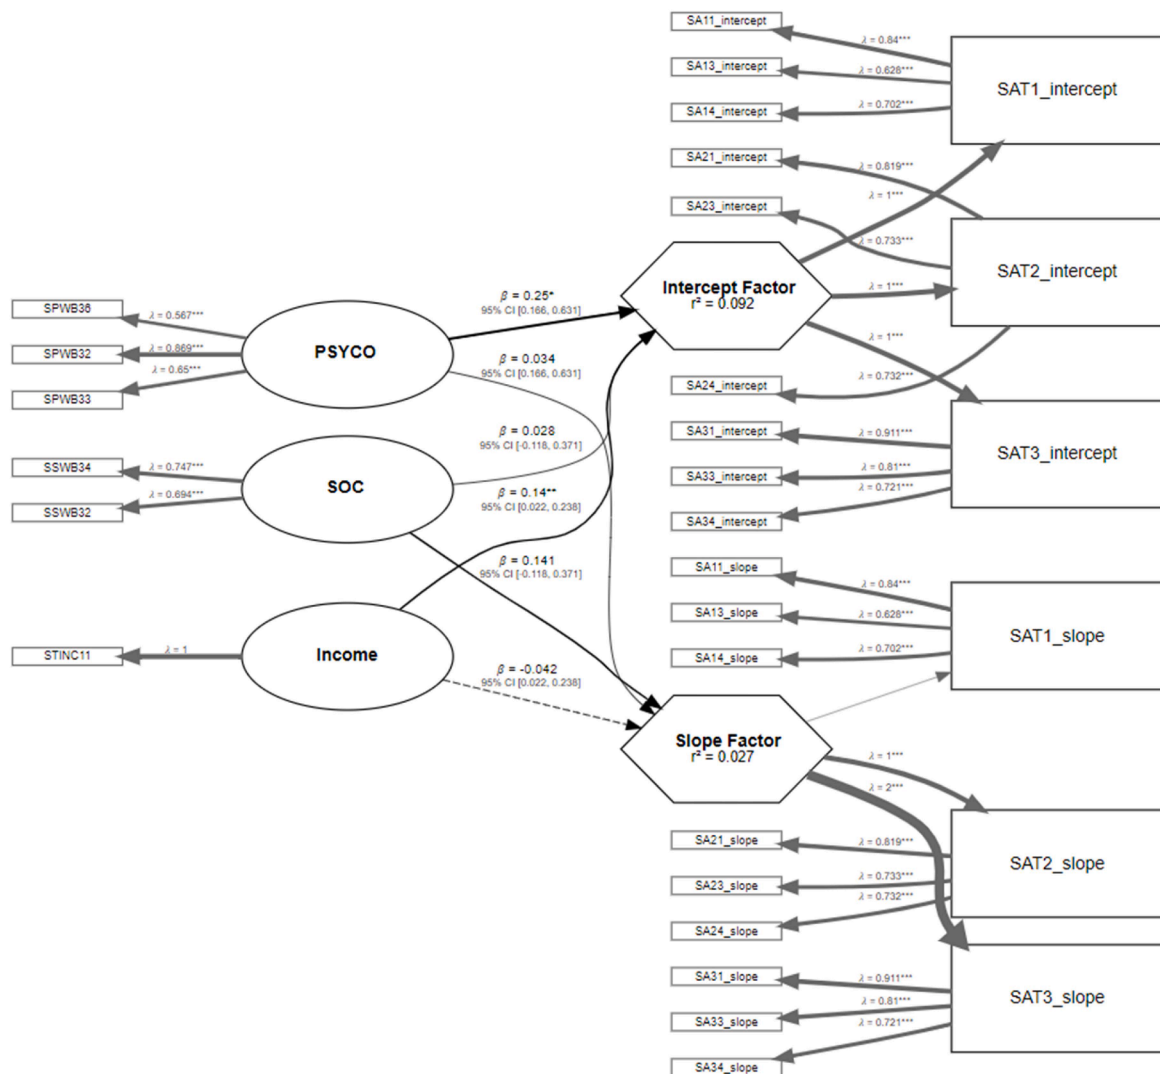 SA11_intercept
λ = 0.84***
SA13_intercept
λ = 0.628***
SA14_intercept
λ = 0.702***
SAT1_intercept
SA21_intercept
λ = 0.819***
SA23_intercept
λ = 1***
λ = 0.733***
SAT2_intercept
Intercept Factor
r² = 0.092
λ = 1***
λ = 1***
SA24_intercept
λ = 0.732***
SA31_intercept
λ = 0.911***
SA33_intercept
λ = 0.81***
SA34_intercept
λ = 0.721***
SAT3_intercept
SPWB36
λ = 0.567***
SPWB32
λ = 0.869***
SPWB33
λ = 0.65***
PSYCO
β = 0.25*
95% CI [0.166, 0.631]
β = 0.034
95% CI [0.166, 0.631]
SSWB34
λ = 0.747***
SSWB32
λ = 0.694***
SOC
β = 0.028
95% CI [-0.118, 0.371]
β = 0.14**
95% CI [0.022, 0.238]
β = 0.141
95% CI [-0.118, 0.371]
STINC11
λ = 1
Income
β = -0.042
95% CI [0.022, 0.238]
SA11_slope
λ = 0.84***
SA13_slope
λ = 0.628***
SA14_slope
λ = 0.702***
SAT1_slope
Slope Factor
r² = 0.027
λ = 1***
λ = 2***
SA21_slope
λ = 0.819***
SA23_slope
λ = 0.733***
SA24_slope
λ = 0.732***
SAT2_slope
SA31_slope
λ = 0.911***
SA33_slope
λ = 0.81***
SA34_slope
λ = 0.721***
SAT3_slope